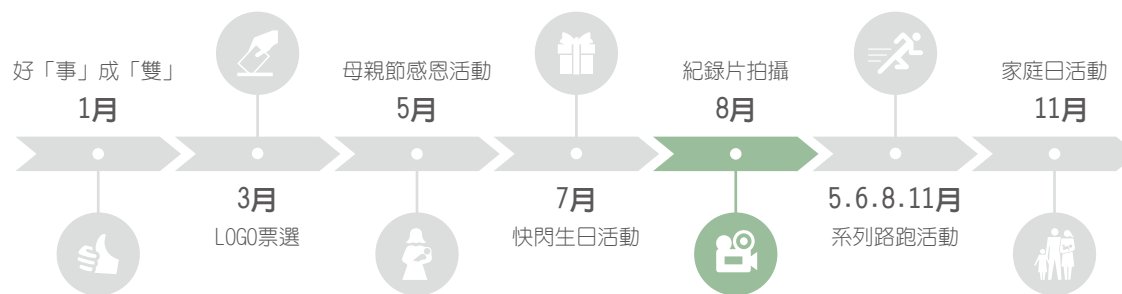 好「事」成「雙」
1月
3月
LOGO票選
母親節感恩活動
5月
7月
快閃生日活動
紀錄片拍攝
8月
5.6.8.11月
系列路跑活動
家庭日活動
11月